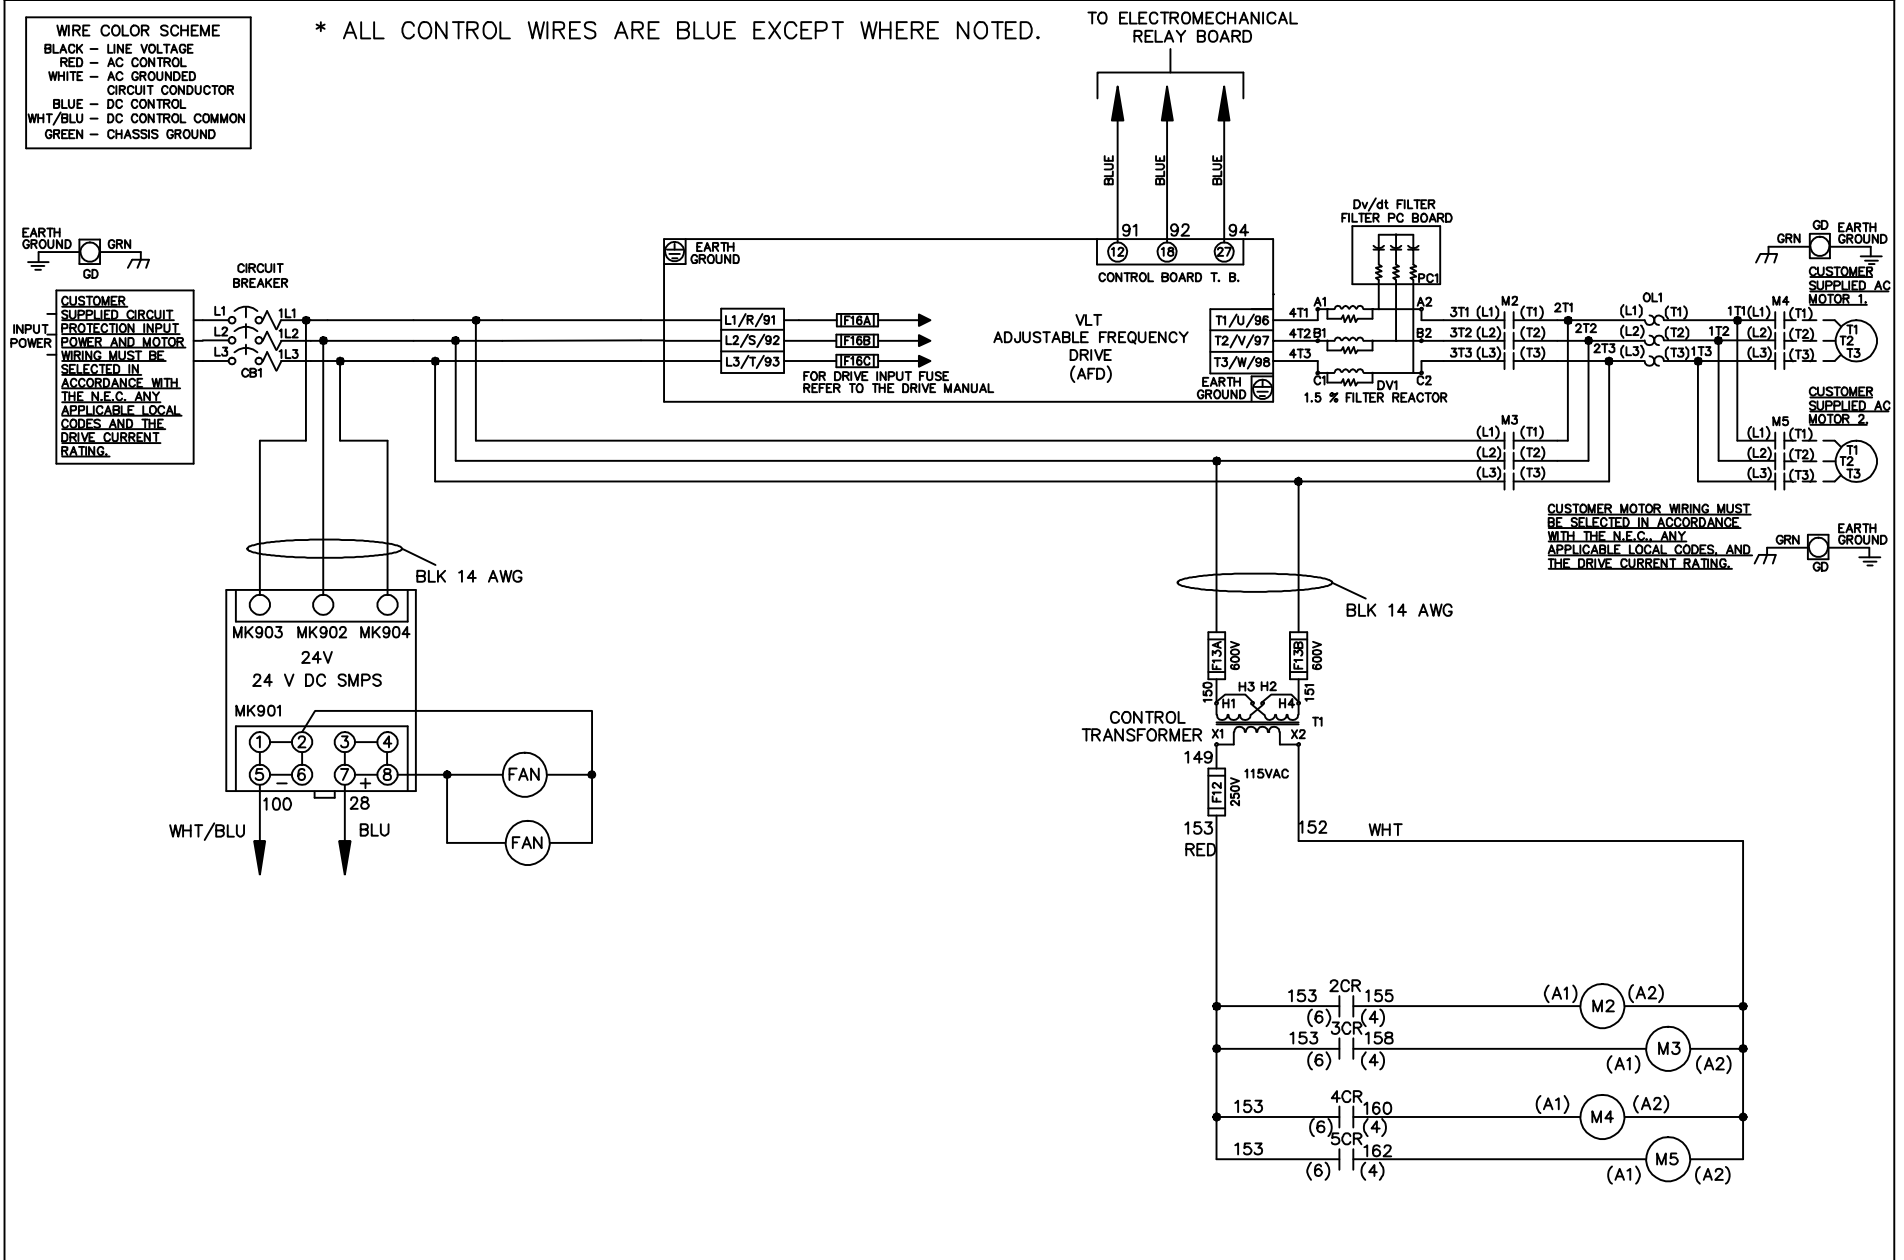 WIRE COLOR SCHEME
BLACK – LINE VOLTAGE
RED – AC CONTROL
WHITE – AC GROUNDED
CIRCUIT CONDUCTOR
BLUE – DC CONTROL
WHT/BLU – DC CONTROL COMMON
GREEN – CHASSIS GROUND
* ALL CONTROL WIRES ARE BLUE EXCEPT WHERE NOTED.
TO ELECTROMECHANICAL
RELAY BOARD
BLUE
BLUE
BLUE
91
92
94
12
18
27
CONTROL BOARD T. B.
EARTH
GROUND
GRN
GD
CIRCUIT
BREAKER
INPUT
POWER
CUSTOMER
SUPPLIED CIRCUIT
PROTECTION INPUT
POWER AND MOTOR
WIRING MUST BE
SELECTED IN
ACCORDANCE WITH
THE N.E.C. ANY
APPLICABLE LOCAL
CODES AND THE
DRIVE CURRENT
RATING.
L1
1L1
L2
1L2
L3
1L3
CB1
EARTH
GROUND
L1/R/91
IF16A
L2/S/92
IF16B
L3/T/93
IF16C
FOR DRIVE INPUT FUSE
REFER TO THE DRIVE MANUAL
VLT
ADJUSTABLE FREQUENCY
DRIVE
(AFD)
T1/U/96
T2/V/97
T3/W/98
EARTH
GROUND
4T1
A1
A2
4T2
B1
B2
4T3
C1
C2
DV1
1.5 % FILTER REACTOR
Dv/dt FILTER
FILTER PC BOARD
PC1
M2
3T1 (L1) (T1) 2T1
3T2 (L2) (T2) 2T2
3T3 (L3) (T3) 2T3
OL1
(L1) (T1) 1T1
(L2) (T2) 1T2
(L3) (T3) 1T3
M4
(L1) (T1)
(L2) (T2)
(L3) (T3)
T1
T2
T3
GRN
GD
EARTH
GROUND
CUSTOMER
SUPPLIED AC
MOTOR 1.
CUSTOMER
SUPPLIED AC
MOTOR 2.
M3
(L1) (T1)
(L2) (T2)
(L3) (T3)
M5
(L1) (T1)
(L2) (T2)
(L3) (T3)
T1
T2
T3
CUSTOMER MOTOR WIRING MUST
BE SELECTED IN ACCORDANCE
WITH THE N.E.C., ANY
APPLICABLE LOCAL CODES, AND
THE DRIVE CURRENT RATING.
GRN
GD
EARTH
GROUND
BLK 14 AWG
MK903 MK902 MK904
24V
24 V DC SMPS
MK901
1
2
3
4
5
–
6
7
+
8
100
28
WHT/BLU
BLU
FAN
FAN
BLK 14 AWG
F13A
600V
F13B
600V
150
151
H3 H2
H1
H4
T1
CONTROL
TRANSFORMER
X1
X2
149
115VAC
F12
250V
153
RED
152
WHT
2CR
153
155
(6)
(4)
(A1)
M2
(A2)
3CR
153
158
(6)
(4)
(A1)
M3
(A2)
4CR
153
160
(6)
(4)
(A1)
M4
(A2)
5CR
153
162
(6)
(4)
(A1)
M5
(A2)